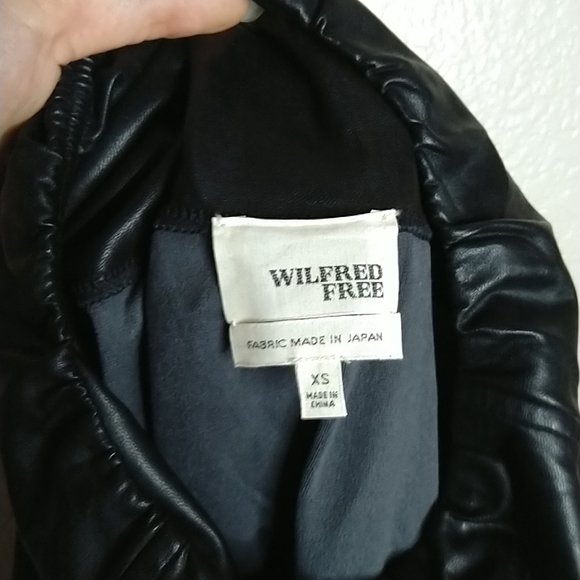 WILFRED
FREE
FABRIC MADE IN JAPAN
XS
MADE IN
CHINA